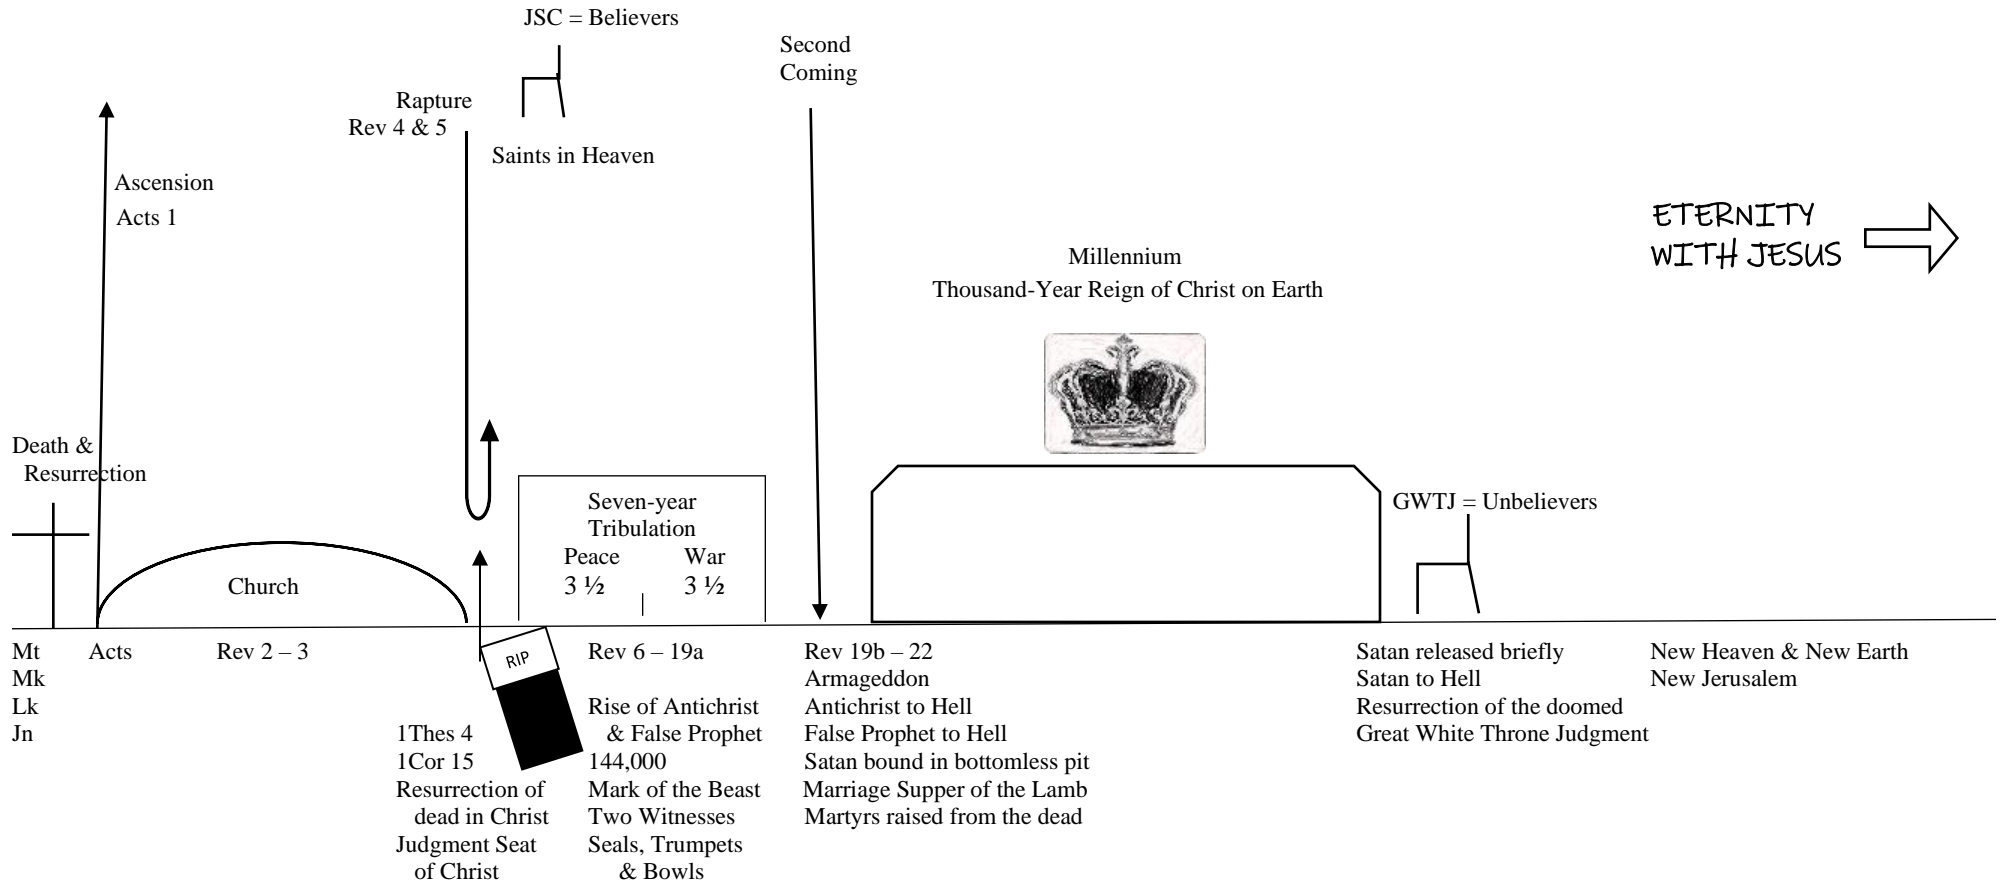 JSC = Believers
Second
Coming
Rapture
Rev 4 & 5
Saints in Heaven
Ascension
Acts 1
ETERNITY
WITH JESUS
Millennium
Thousand-Year Reign of Christ on Earth
Death &
Resurrection
Seven-year
Tribulation
Peace War
3 ½ 3 ½
GWTJ = Unbelievers
Church
Mt
Mk
Lk
Jn
Acts
Rev 2 – 3
RIP
1Thes 4
1Cor 15
Resurrection of
dead in Christ
Judgment Seat
of Christ
Rev 6 – 19a
Rise of Antichrist
& False Prophet
144,000
Mark of the Beast
Two Witnesses
Seals, Trumpets
& Bowls
Rev 19b – 22
Armageddon
Antichrist to Hell
False Prophet to Hell
Satan bound in bottomless pit
Marriage Supper of the Lamb
Martyrs raised from the dead
Satan released briefly
Satan to Hell
Resurrection of the doomed
Great White Throne Judgment
New Heaven & New Earth
New Jerusalem